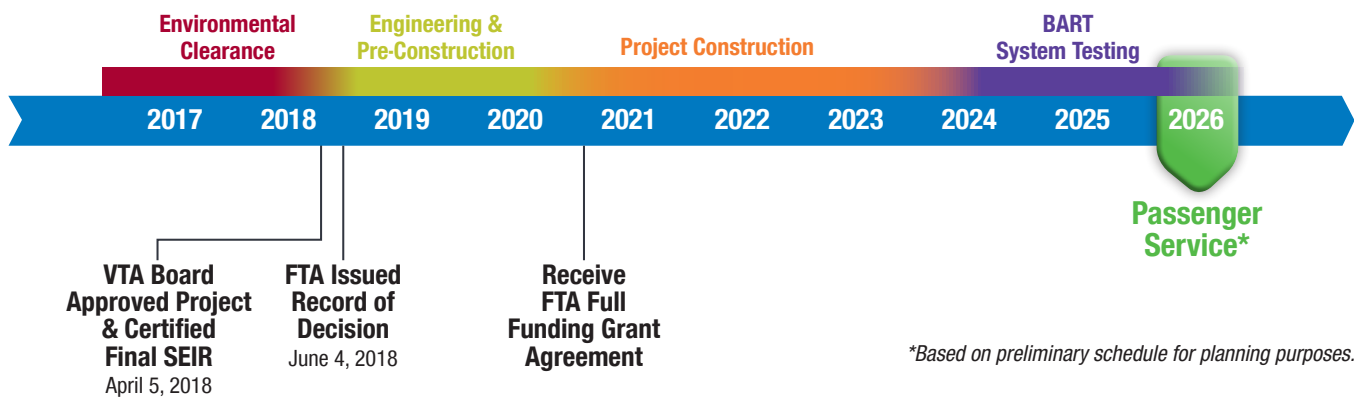 Environmental
Clearance
Engineering &
Pre-Construction
Project Construction
BART
System Testing
2017 2018 2019 2020 2021 2022 2023 2024 2025 2026
Passenger
Service*
VTA Board
Approved Project
& Certified
Final SEIR
April 5, 2018
FTA Issued
Record of
Decision
June 4, 2018
Receive
FTA Full
Funding Grant
Agreement
*Based on preliminary schedule for planning purposes.